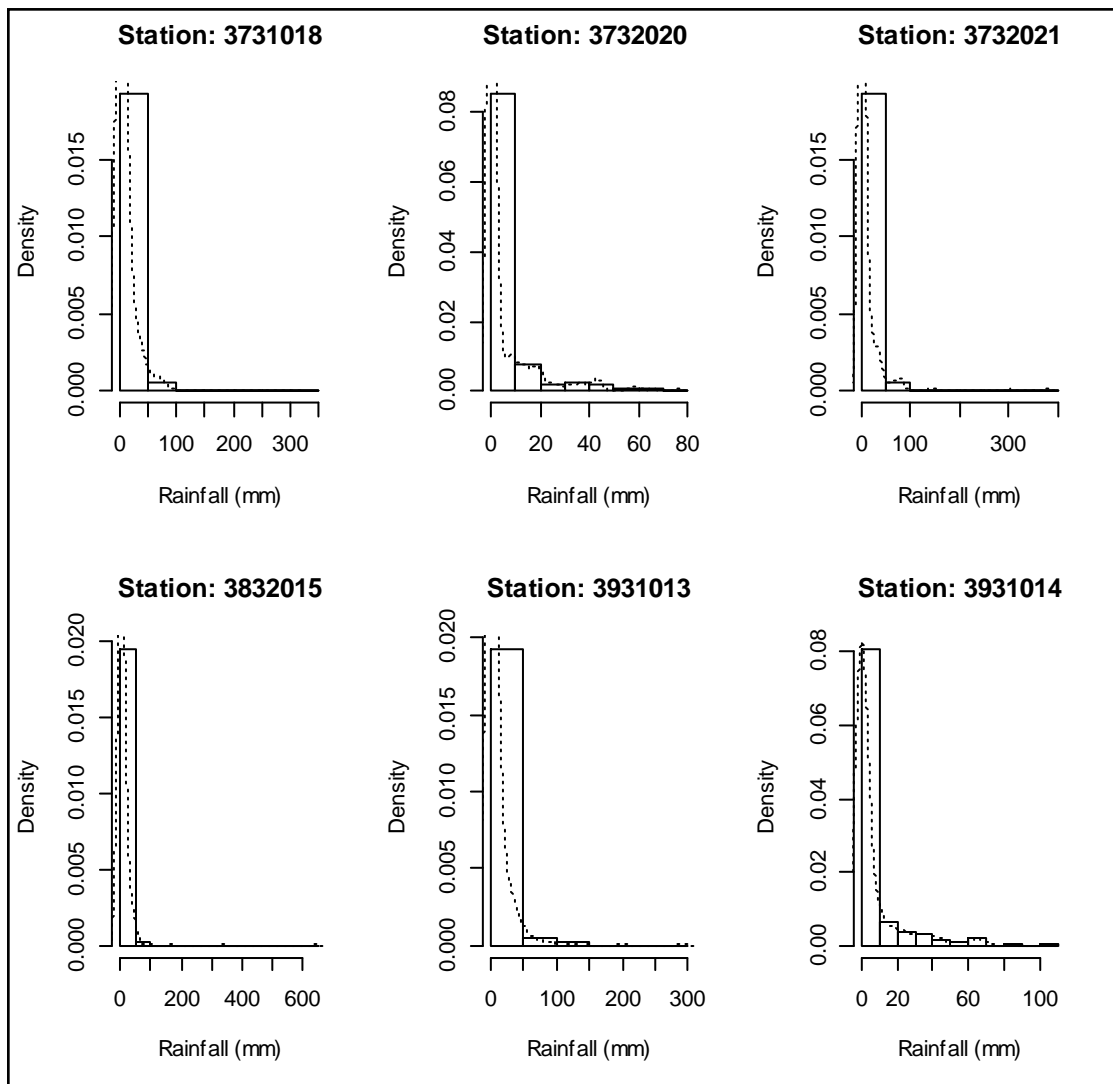 Station: 3731018
Density
0.000 0.005 0.010 0.015
0 100 200 300
Rainfall (mm)
Station: 3732020
Density
0.00 0.02 0.04 0.06 0.08
0 20 40 60 80
Rainfall (mm)
Station: 3732021
Density
0.000 0.005 0.010 0.015
0 100 300
Rainfall (mm)
Station: 3832015
Density
0.000 0.005 0.010 0.015 0.020
0 200 400 600
Rainfall (mm)
Station: 3931013
Density
0.000 0.005 0.010 0.015 0.020
0 100 200 300
Rainfall (mm)
Station: 3931014
Density
0.00 0.02 0.04 0.06 0.08
0 20 60 100
Rainfall (mm)